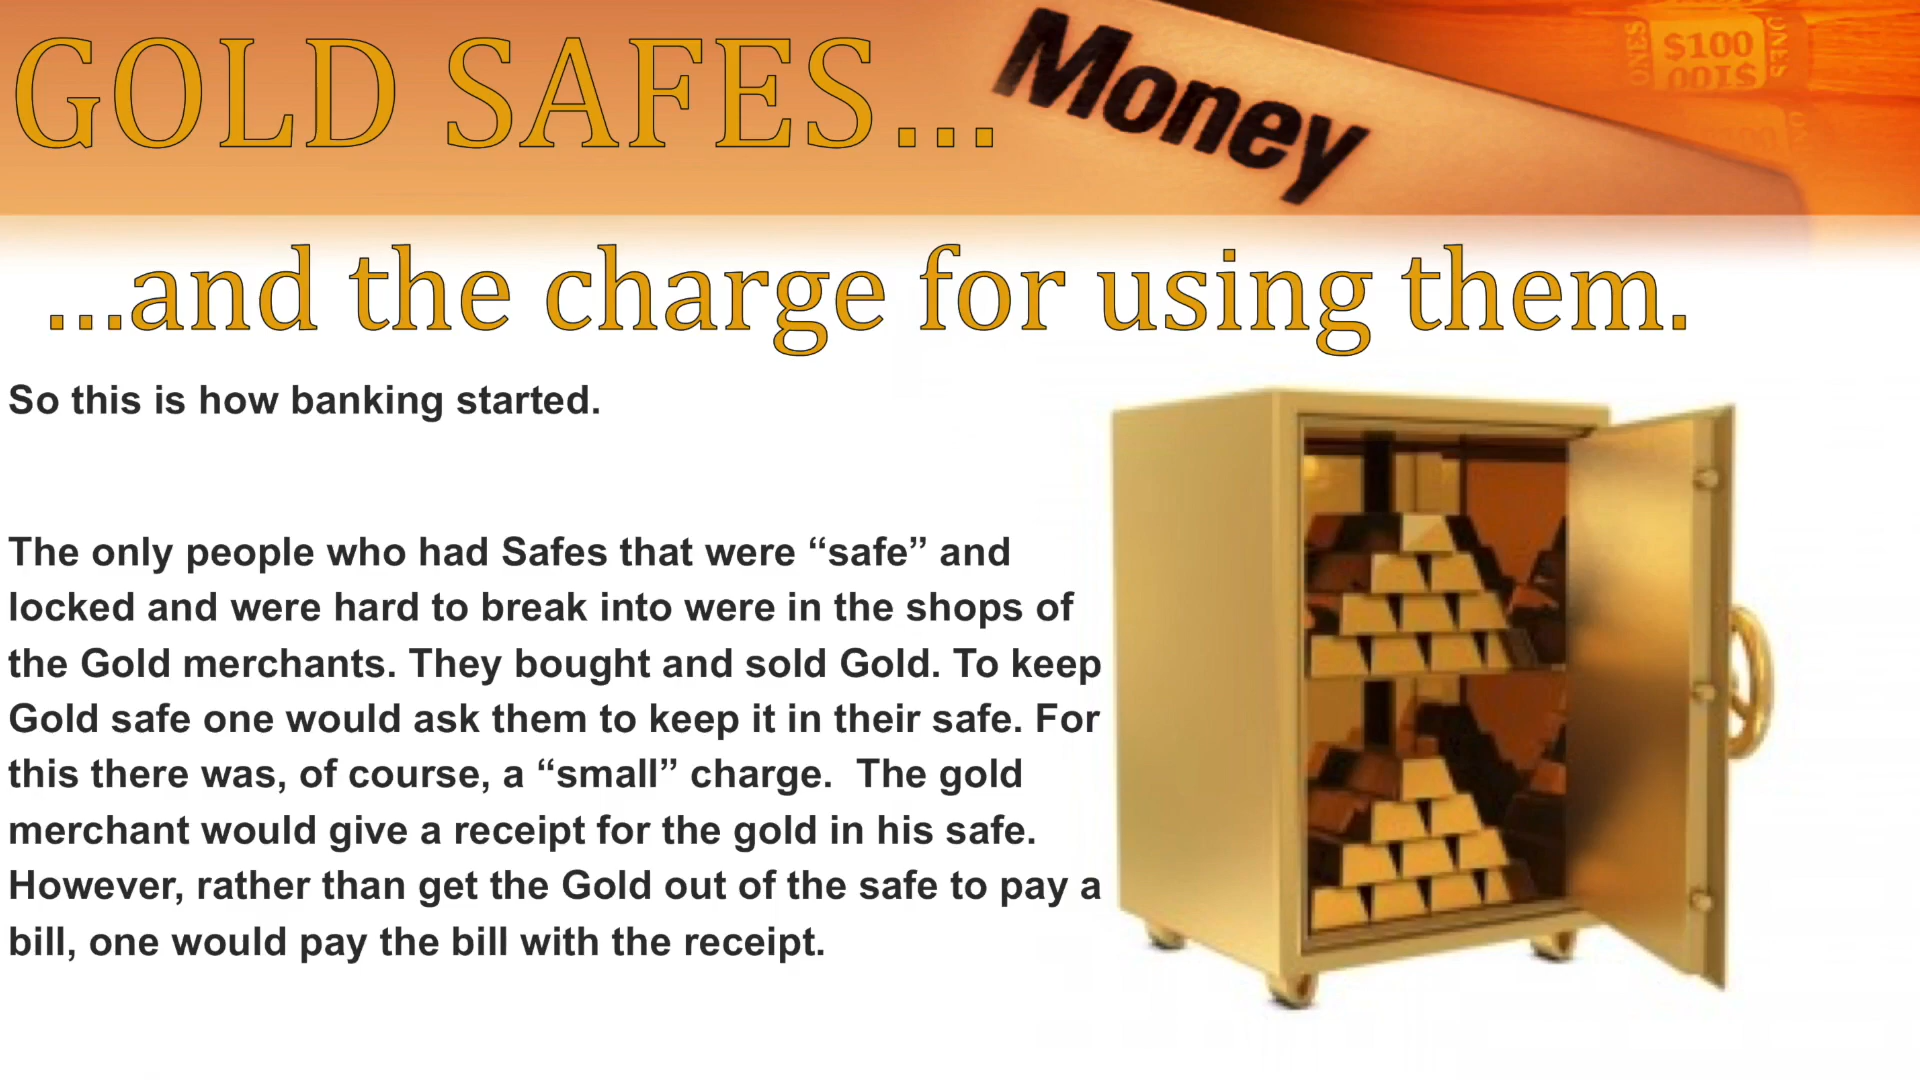 GOLD SAFES...
Money
ONES
$100
ONES
...and the charge for using them.
So this is how banking started.
The only people who had Safes that were “safe” and
locked and were hard to break into were in the shops of
the Gold merchants. They bought and sold Gold. To keep
Gold safe one would ask them to keep it in their safe. For
this there was, of course, a “small” charge.  The gold
merchant would give a receipt for the gold in his safe.
However, rather than get the Gold out of the safe to pay a
bill, one would pay the bill with the receipt.